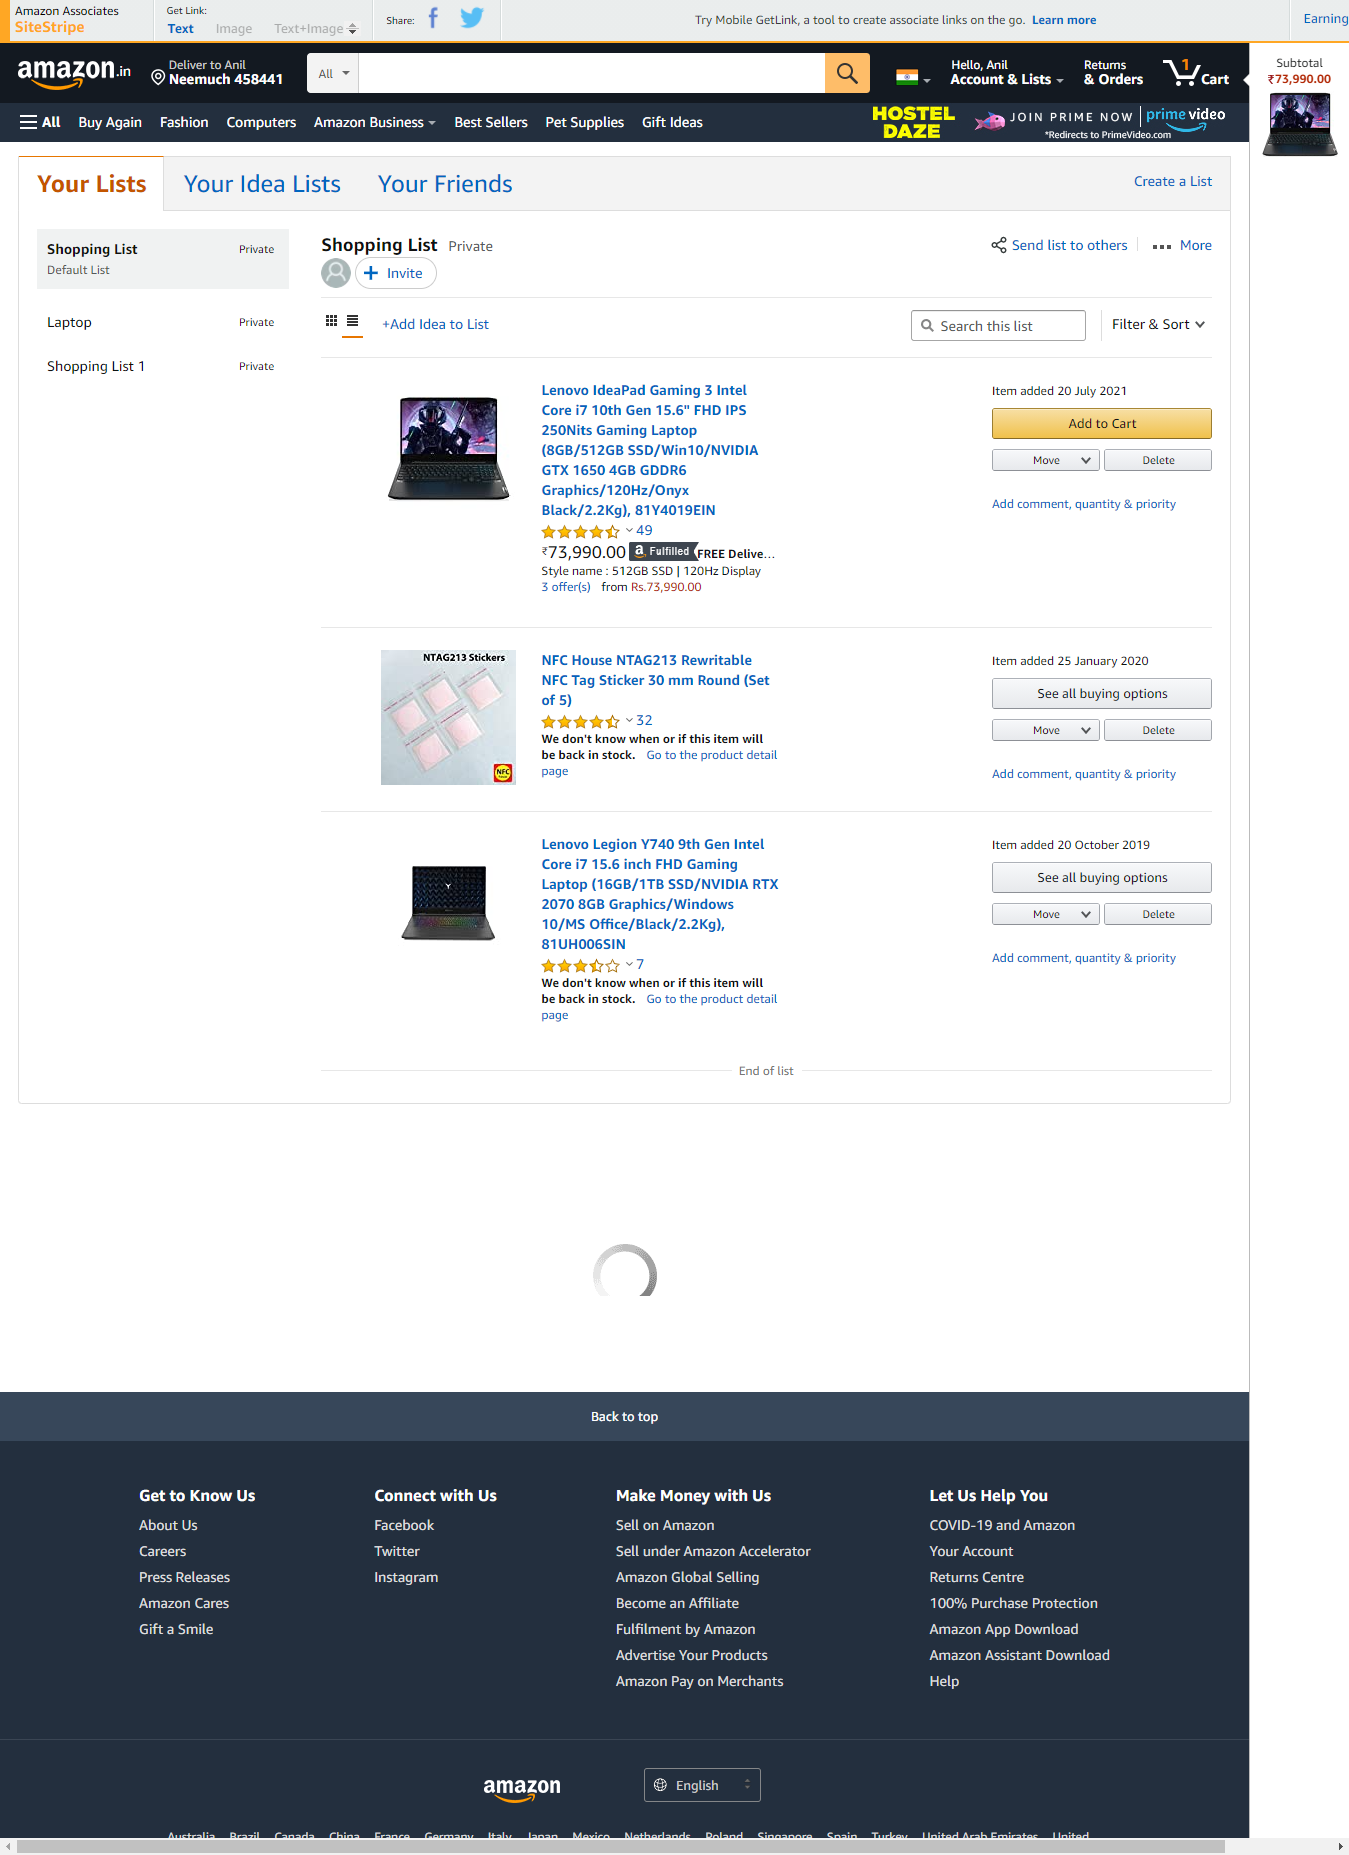 Amazon Associates
SiteStripe
Get Link:
Text Image Text+Image
Share:
Try Mobile GetLink, a tool to create associate links on the go. Learn more
Earning
amazon.in
Deliver to Anil
Neemuch 458441
All
Hello, Anil
Account & Lists
Returns
& Orders
1
Cart
Subtotal
₹73,990.00
All Buy Again Fashion Computers Amazon Business Best Sellers Pet Supplies Gift Ideas
HOSTEL
DAZE
JOIN PRIME NOW
prime video
*Redirects to PrimeVideo.com
Your Lists Your Idea Lists Your Friends
Create a List
Shopping List Private
Default List
Laptop Private
Shopping List 1 Private
Shopping List Private
Send list to others
More
Invite
+Add Idea to List
Search this list
Filter & Sort
Lenovo IdeaPad Gaming 3 Intel
Core i7 10th Gen 15.6" FHD IPS
250Nits Gaming Laptop
(8GB/512GB SSD/Win10/NVIDIA
GTX 1650 4GB GDDR6
Graphics/120Hz/Onyx
Black/2.2Kg), 81Y4019EIN
49
₹73,990.00 a Fulfilled FREE Delive...
Style name : 512GB SSD | 120Hz Display
3 offer(s) from Rs.73,990.00
Item added 20 July 2021
Add to Cart
Move Delete
Add comment, quantity & priority
NTAG213 Stickers
NFC
NFC House NTAG213 Rewritable
NFC Tag Sticker 30 mm Round (Set
of 5)
32
We don't know when or if this item will
be back in stock. Go to the product detail
page
Item added 25 January 2020
See all buying options
Move Delete
Add comment, quantity & priority
Lenovo Legion Y740 9th Gen Intel
Core i7 15.6 inch FHD Gaming
Laptop (16GB/1TB SSD/NVIDIA RTX
2070 8GB Graphics/Windows
10/MS Office/Black/2.2Kg),
81UH006SIN
7
We don't know when or if this item will
be back in stock. Go to the product detail
page
Item added 20 October 2019
See all buying options
Move Delete
Add comment, quantity & priority
End of list
Back to top
Get to Know Us
About Us
Careers
Press Releases
Amazon Cares
Gift a Smile
Connect with Us
Facebook
Twitter
Instagram
Make Money with Us
Sell on Amazon
Sell under Amazon Accelerator
Amazon Global Selling
Become an Affiliate
Fulfilment by Amazon
Advertise Your Products
Amazon Pay on Merchants
Let Us Help You
COVID-19 and Amazon
Your Account
Returns Centre
100% Purchase Protection
Amazon App Download
Amazon Assistant Download
Help
amazon
English
Australia Brazil Canada China France Germany Italy Japan Mexico Netherlands Poland Singapore Spain Turkey United Arab Emirates United